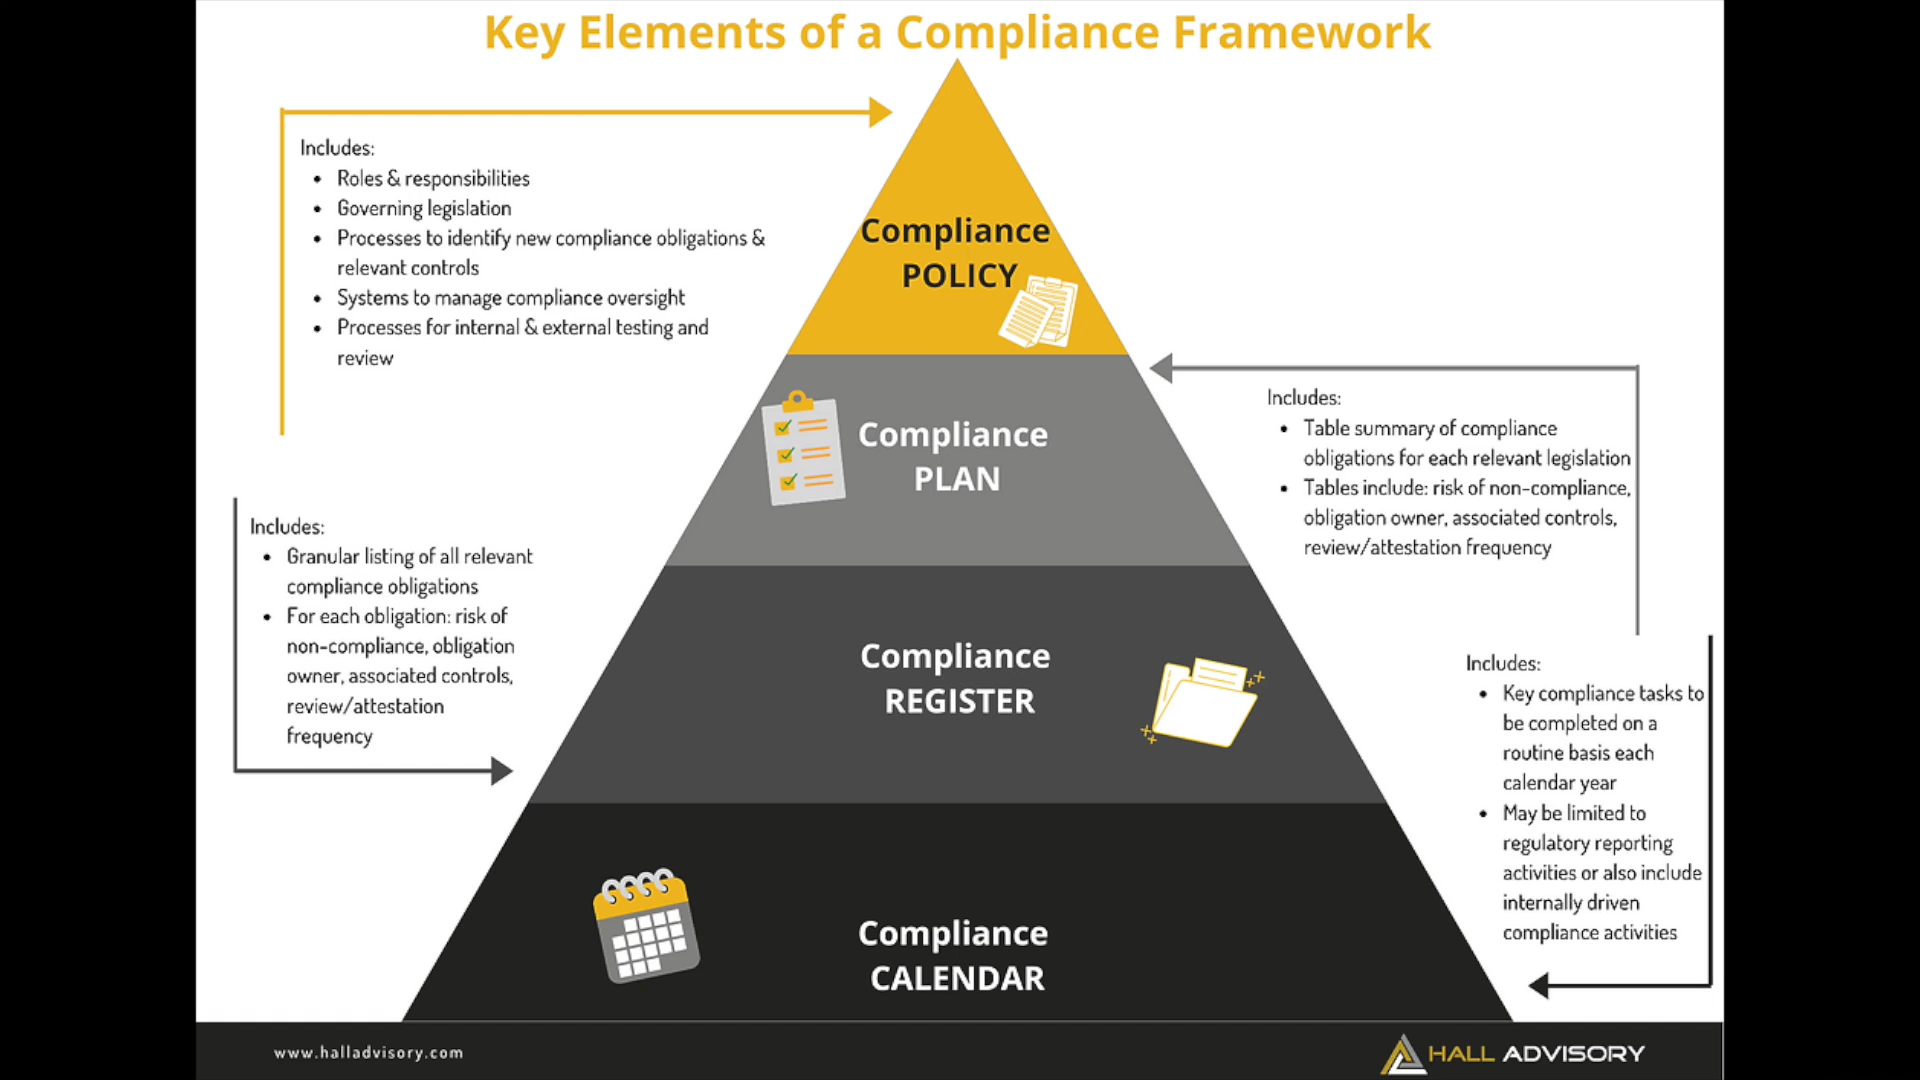 Key Elements of a Compliance Framework
Includes:
• Roles & responsibilities
• Governing legislation
• Processes to identify new compliance obligations &
relevant controls
• Systems to manage compliance oversight
• Processes for internal & external testing and
review
Compliance
POLICY
Includes:
• Table summary of compliance
obligations for each relevant legislation
• Tables include: risk of non-compliance,
obligation owner, associated controls,
review/attestation frequency
Compliance
PLAN
Includes:
• Granular listing of all relevant
compliance obligations
• For each obligation: risk of
non-compliance, obligation
owner, associated controls,
review/attestation
frequency
Compliance
REGISTER
Includes:
• Key compliance tasks to
be completed on a
routine basis each
calendar year
• May be limited to
regulatory reporting
activities or also include
internally driven
compliance activities
Compliance
CALENDAR
www.halladvisory.com
HALL ADVISORY